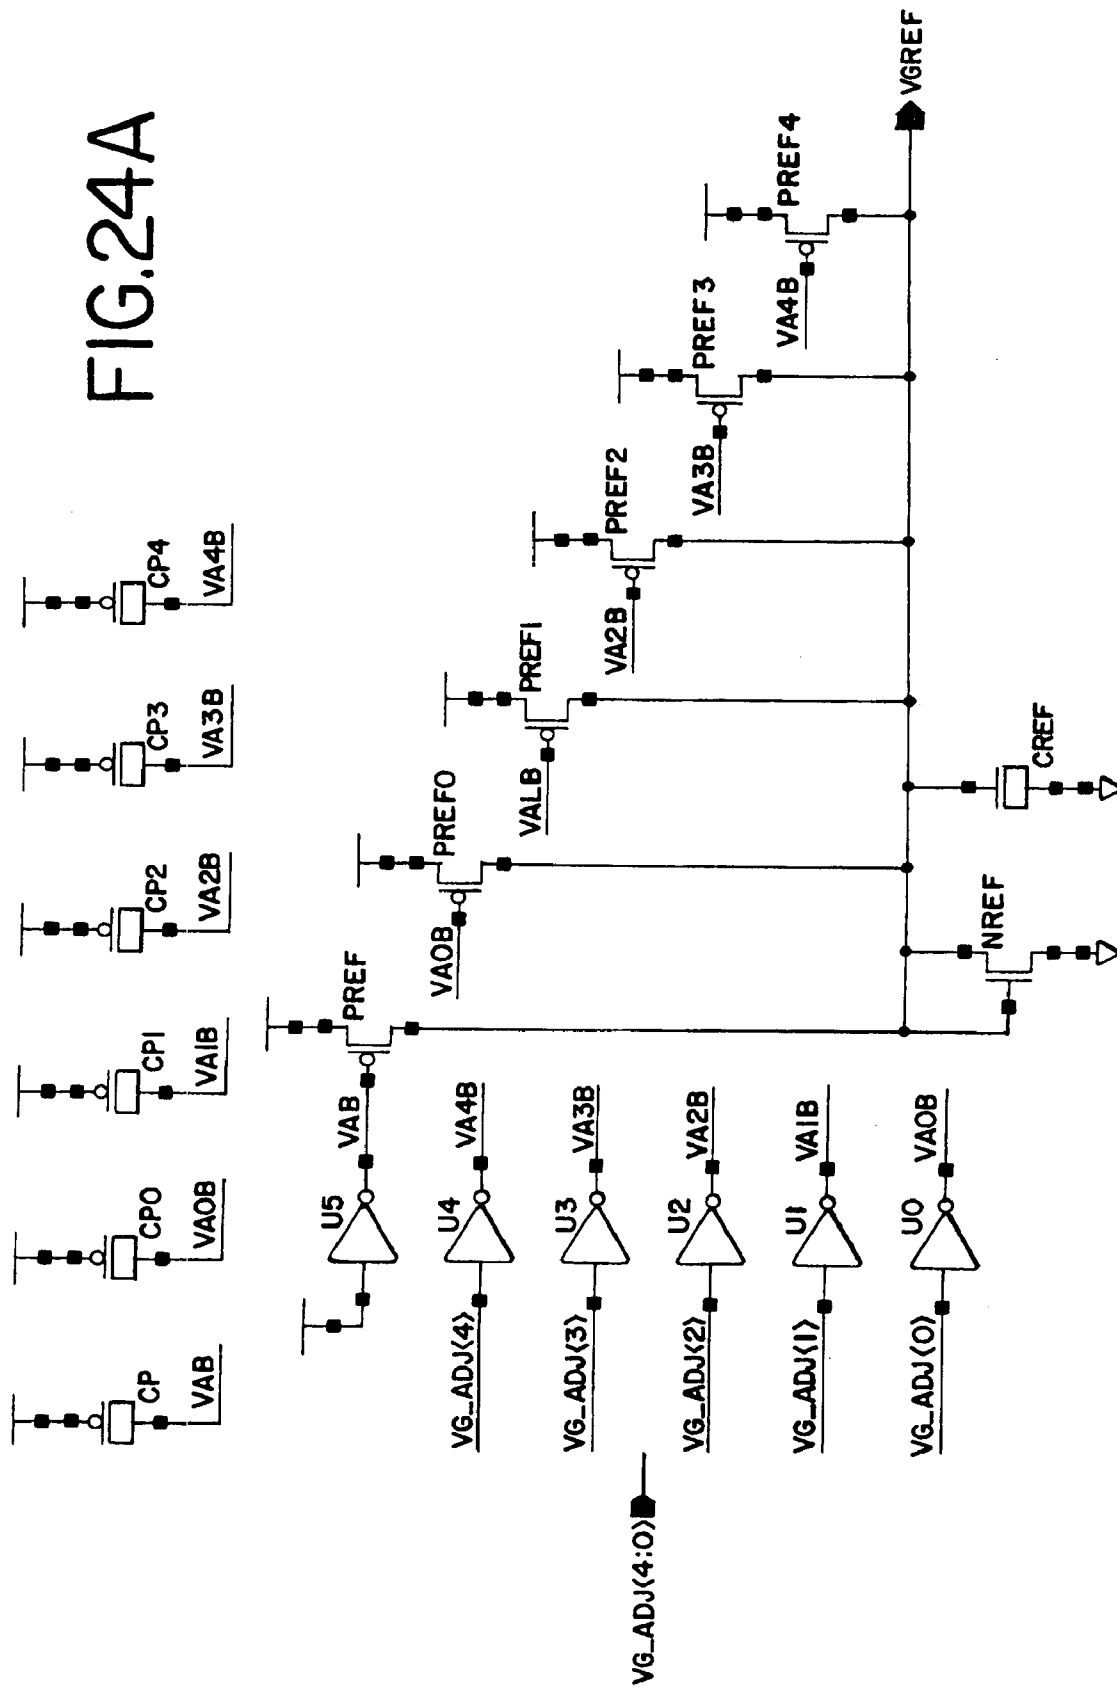 FIG.24A
CP
VAB
CP0
VA0B
CP1
VA1B
CP2
VA2B
CP3
VA3B
CP4
VA4B
U5
VAB
PREF
VG_ADJ⟨4⟩
U4
VA4B
VG_ADJ⟨3⟩
U3
VA3B
VG_ADJ⟨2⟩
U2
VA2B
VG_ADJ⟨1⟩
U1
VA1B
VG_ADJ⟨0⟩
U0
VA0B
VG_ADJ⟨4:0⟩
VA0B
PREF0
VALB
PREF1
VA2B
PREF2
VA3B
PREF3
VA4B
PREF4
NREF
CREF
VGREF